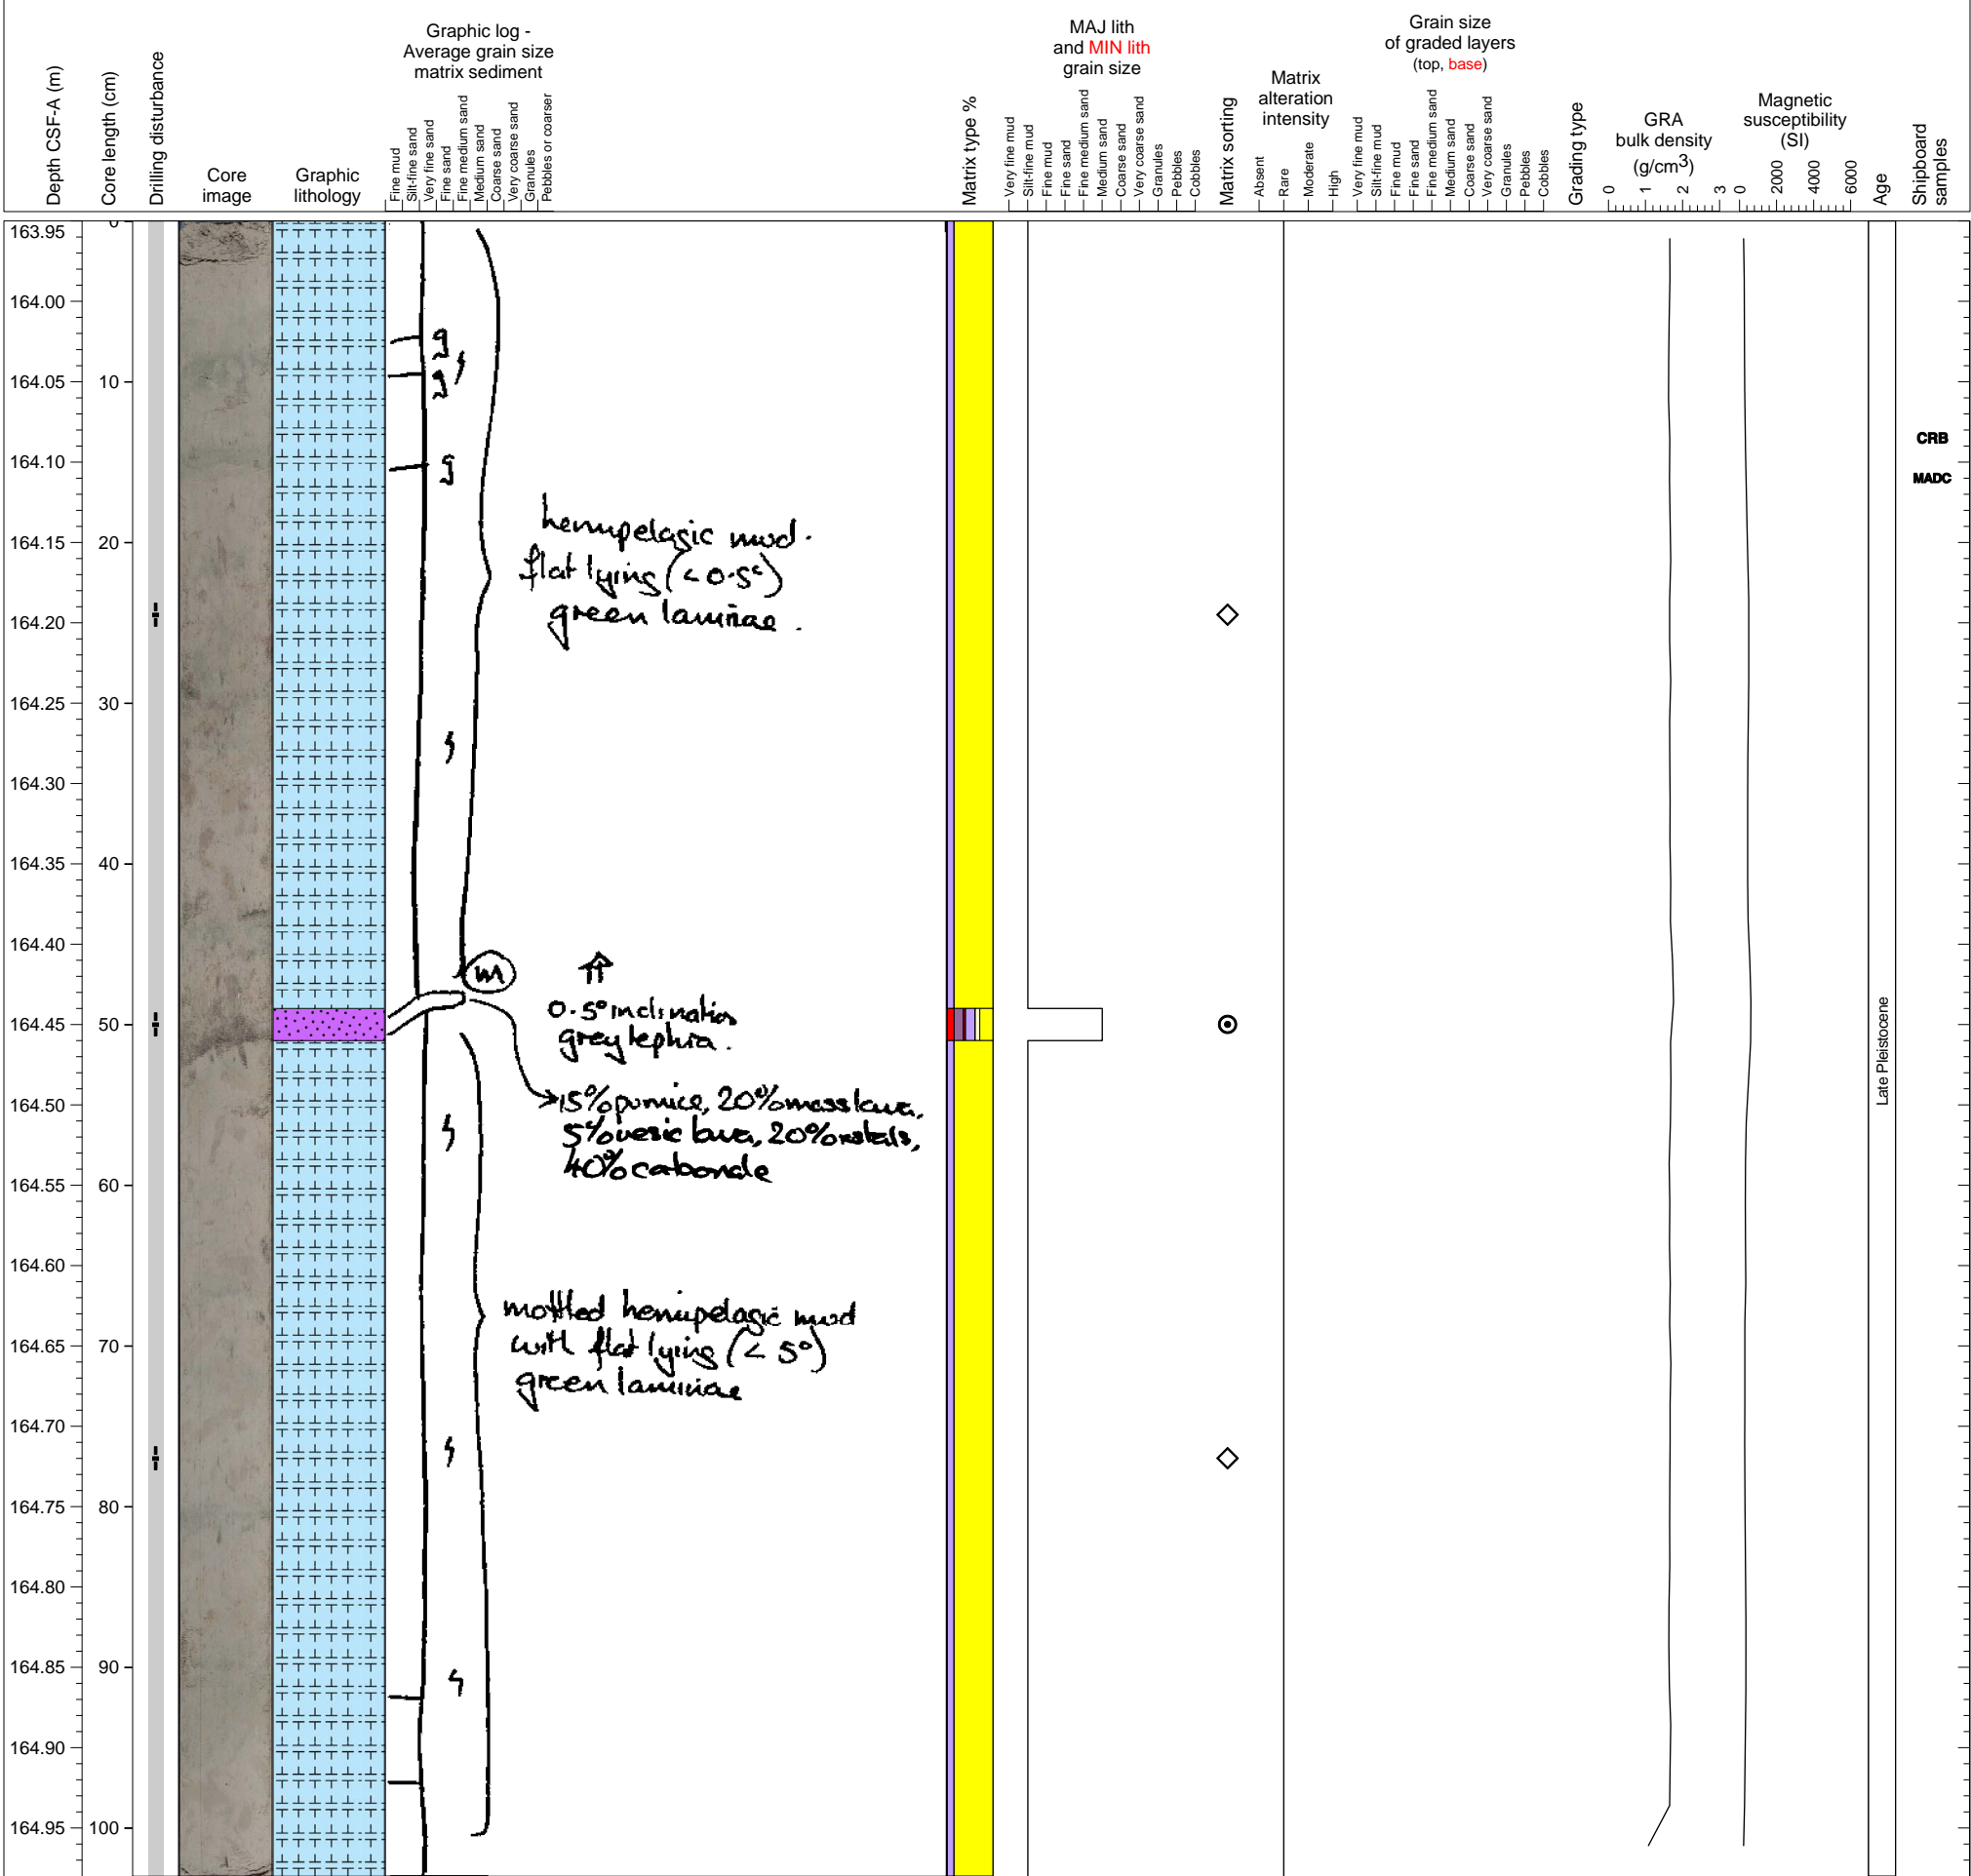 Depth CSF-A (m)
Core length (cm)
Drilling disturbance
Core
image
Graphic
lithology
Graphic log -
Average grain size
matrix sediment
Fine mud
Silt-fine sand
Very fine sand
Fine sand
Fine medium sand
Medium sand
Coarse sand
Very coarse sand
Granules
Pebbles or coarser
Matrix type %
MAJ lith
and MIN lith
grain size
Very fine mud
Silt-fine mud
Fine mud
Fine sand
Fine medium sand
Medium sand
Coarse sand
Very coarse sand
Granules
Pebbles
Cobbles
Matrix sorting
Matrix
alteration
intensity
Absent
Rare
Moderate
High
Grain size
of graded layers
(top, base)
Very fine mud
Silt-fine mud
Fine mud
Fine sand
Fine medium sand
Medium sand
Coarse sand
Very coarse sand
Granules
Pebbles
Cobbles
Grading type
GRA
bulk density
(g/cm3)
0 1 2 3
Magnetic
susceptibility
(SI)
0 2000 4000 6000
Age
Shipboard
samples
163.95 0
164.00
164.05 10
164.10
164.15 20
164.20
164.25 30
164.30
164.35 40
164.40
164.45 50
164.50
164.55 60
164.60
164.65 70
164.70
164.75 80
164.80
164.85 90
164.90
164.95 100
g
g
g
hemipelagic mud.
flat lying (<0.5°)
green laminae.
m
0.5° inclination
grey tephra.
15% pumice, 20% mass lava,
5% vesic lava, 20% xstals,
40% carbonate
mottled hemipelagic mud
with flat lying (< 5°)
green laminae
CRB
MADC
Late Pleistocene